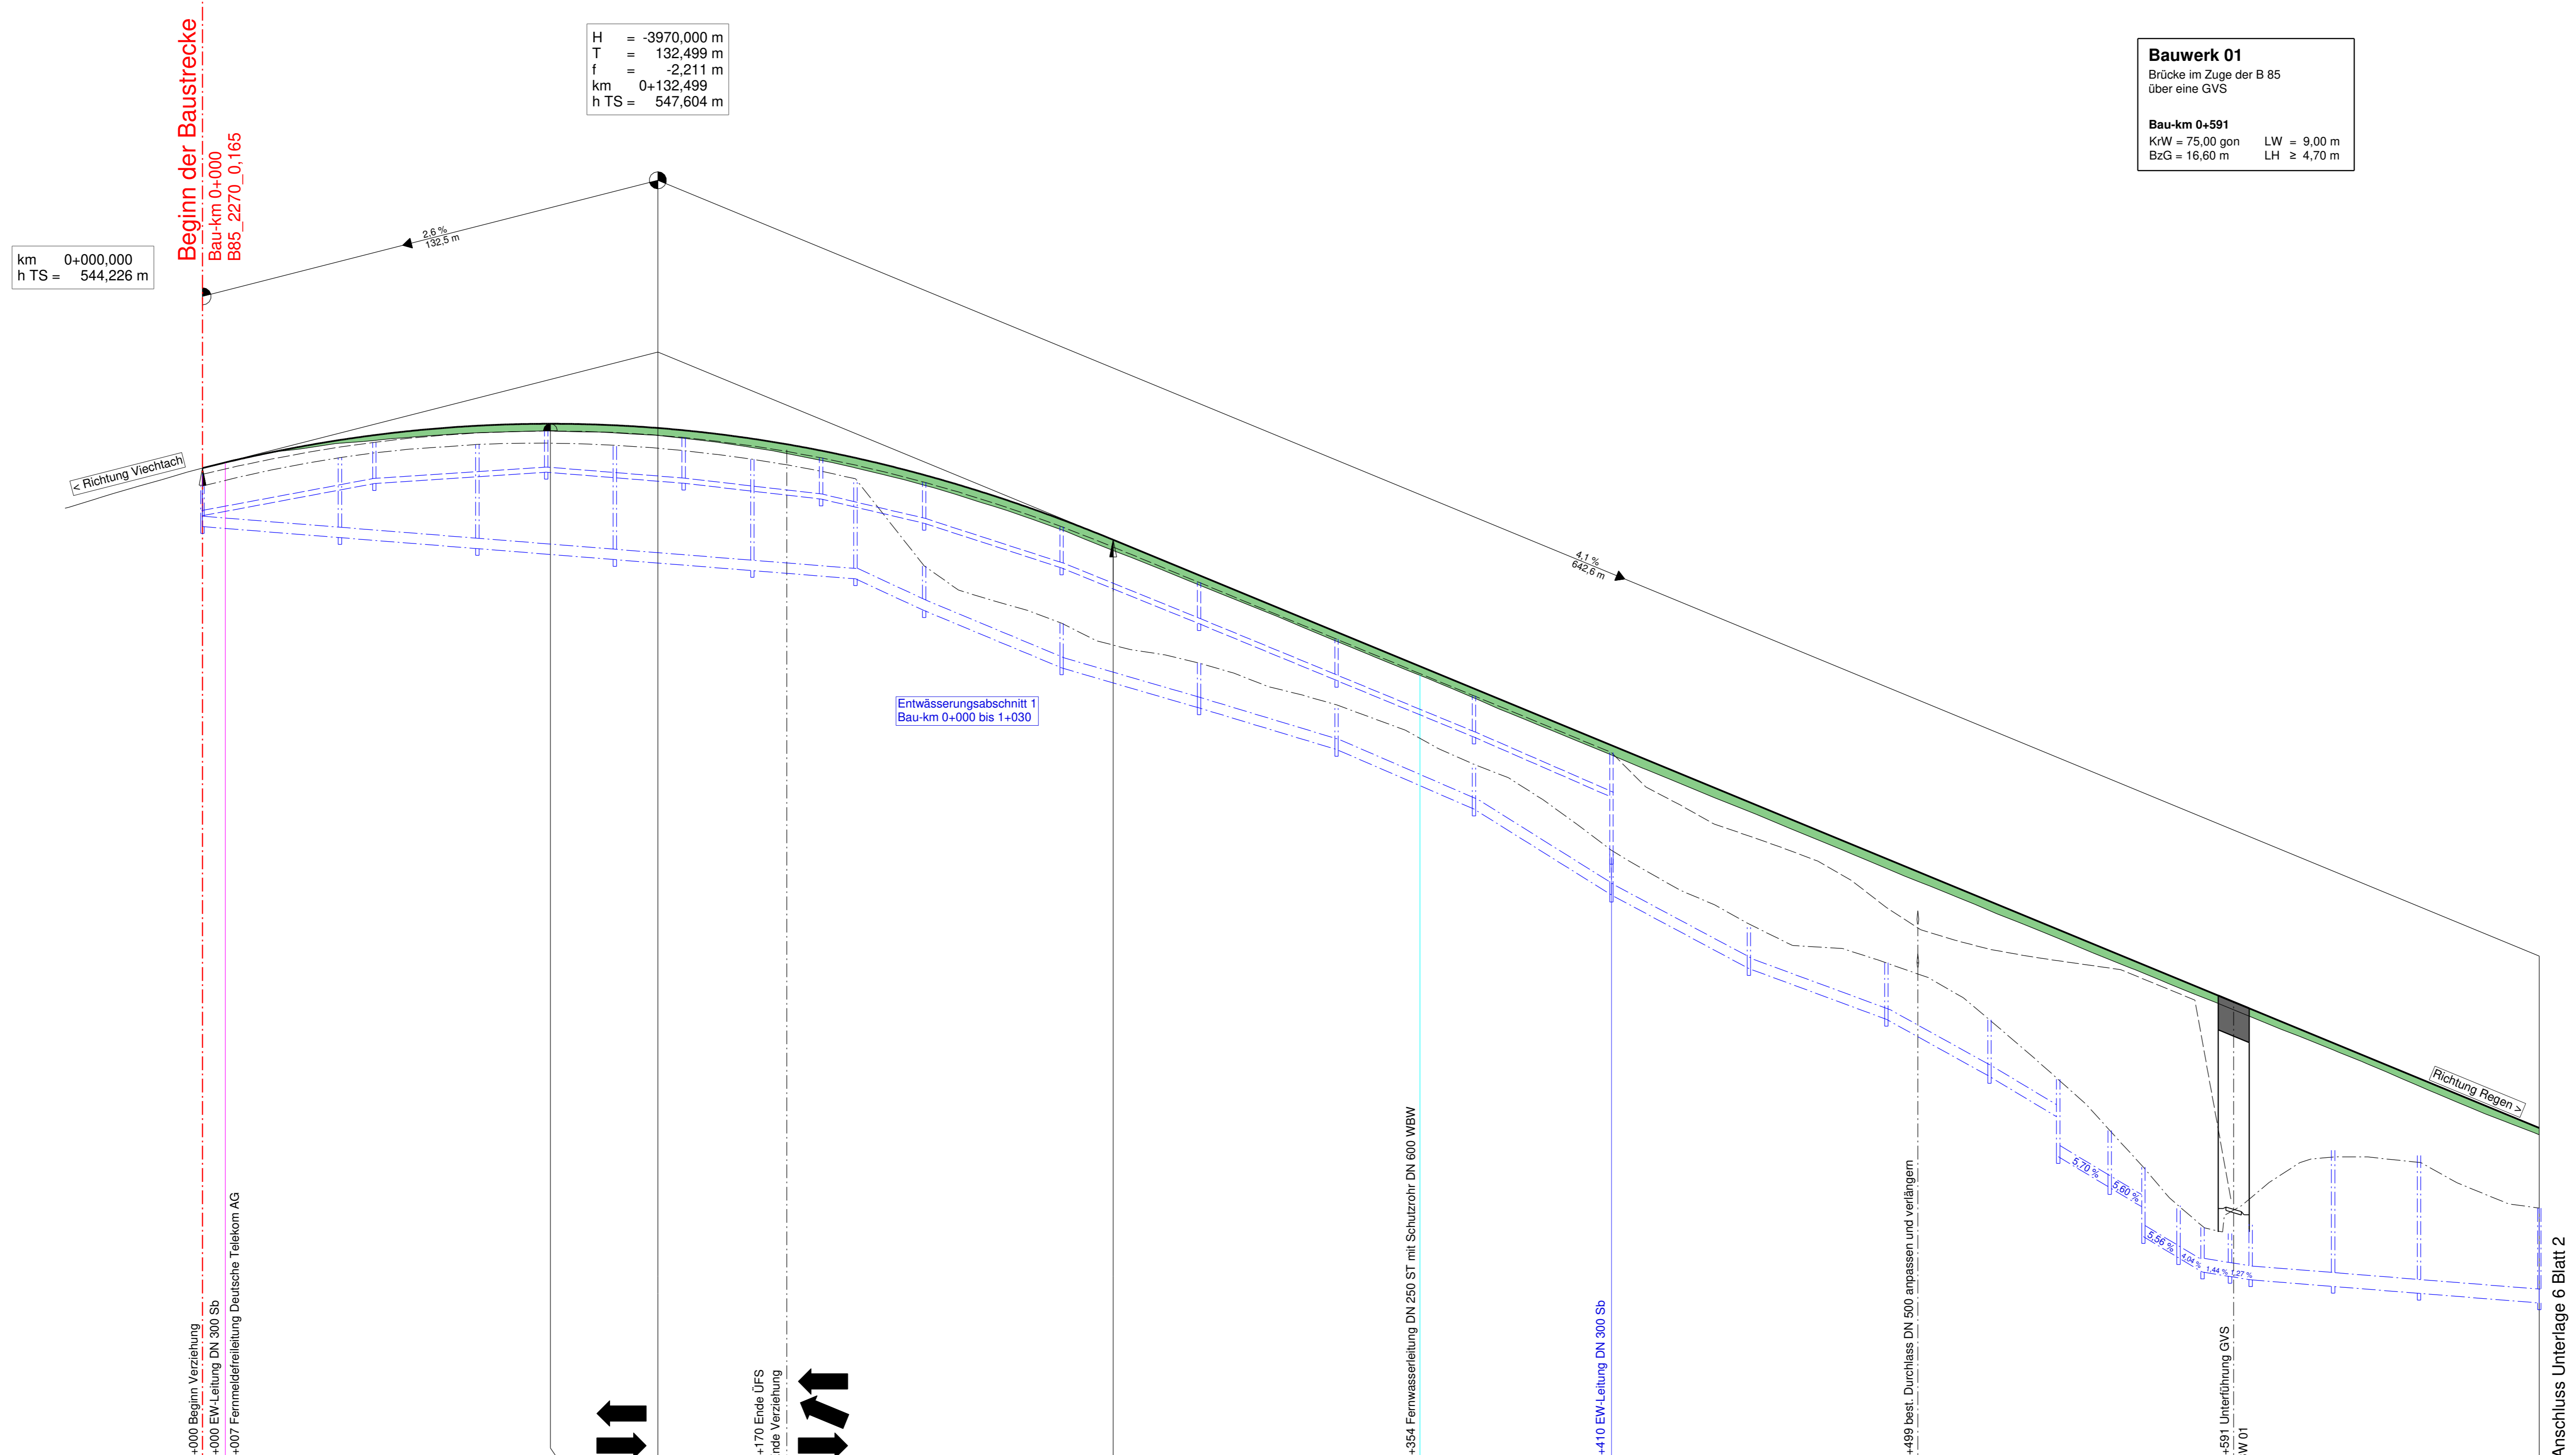 Beginn der Baustrecke
Bau-km 0+000
B85_2270_0,165
km 0+000,000
h TS = 544,226 m
H = -3970,000 m
T = 132,499 m
f = -2,211 m
km 0+132,499
h TS = 547,604 m
Bauwerk 01
Brücke im Zuge der B 85
über eine GVS
Bau-km 0+591
KrW = 75,00 gon LW = 9,00 m
BzG = 16,60 m LH ≥ 4,70 m
2,6 %
132,5 m
4,1 %
642,6 m
< Richtung Viechtach
Entwässerungsabschnitt 1
Bau-km 0+000 bis 1+030
Richtung Regen >
5,70 %
5,60 %
5,56 %
4,04 %
1,44 %
1,27 %
+000 Beginn Verziehung
+000 EW-Leitung DN 300 Sb
+007 Fernmeldefreileitung Deutsche Telekom AG
+170 Ende ÜFS
nde Verziehung
+354 Fernwasserleitung DN 250 ST mit Schutzrohr DN 600 WBW
+410 EW-Leitung DN 300 Sb
+499 best. Durchlass DN 500 anpassen und verlängern
+591 Unterführung GVS
W 01
Anschluss Unterlage 6 Blatt 2